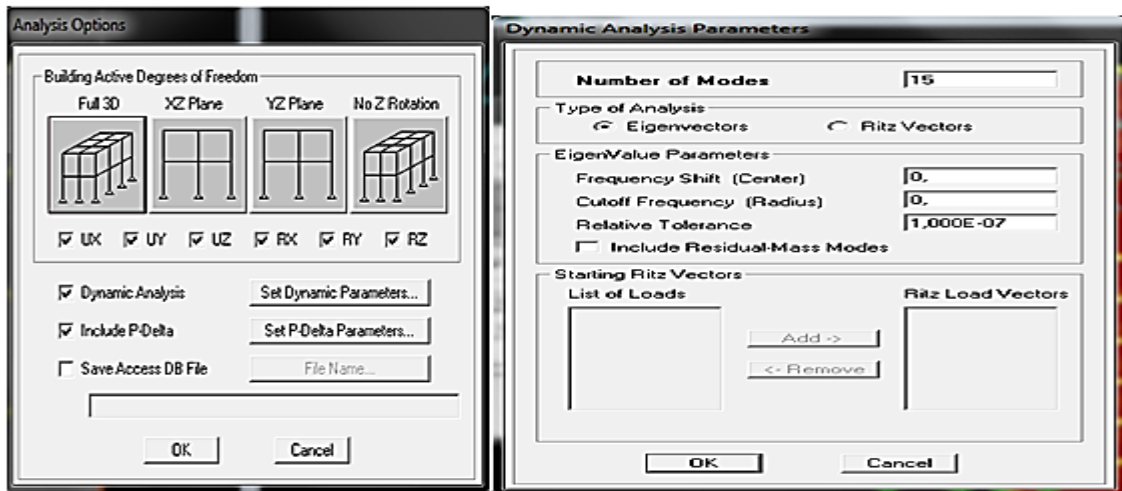 Analysis Options
Building Active Degrees of Freedom
Full 3D XZ Plane YZ Plane No Z Rotation
UX UY UZ RX RY RZ
Dynamic Analysis Set Dynamic Parameters...
Include P-Delta Set P-Delta Parameters...
Save Access DB File File Name...
OK Cancel
Dynamic Analysis Parameters
Number of Modes 15
Type of Analysis
Eigenvectors Ritz Vectors
EigenValue Parameters
Frequency Shift (Center) 0,
Cutoff Frequency (Radius) 0,
Relative Tolerance 1,000E-07
Include Residual-Mass Modes
Starting Ritz Vectors
List of Loads Ritz Load Vectors
Add ->
<- Remove
OK Cancel